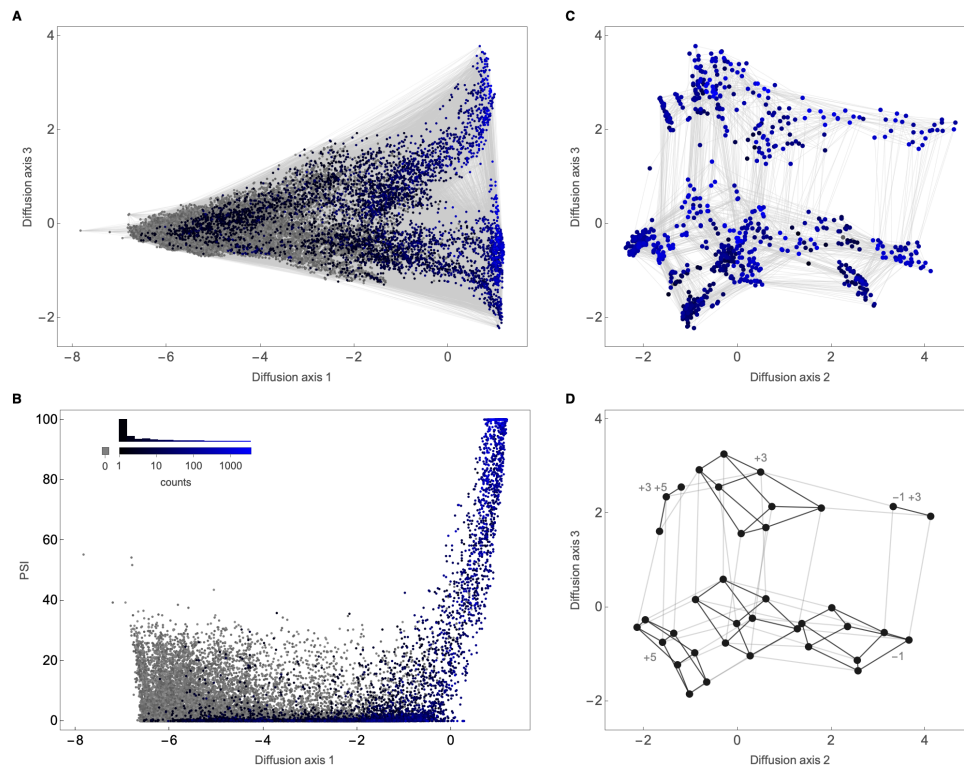 A
4
2
0
−2
Diffusion axis 3
−8 −6 −4 −2 0
Diffusion axis 1
C
4
2
0
−2
Diffusion axis 3
−2 0 2 4
Diffusion axis 2
B
100
80
60
40
20
0
PSI
0 1 10 100 1000
counts
−8 −6 −4 −2 0
Diffusion axis 1
D
4
2
0
−2
Diffusion axis 3
+3
+3 +5
−1 +3
+5
−1
−2 0 2 4
Diffusion axis 2